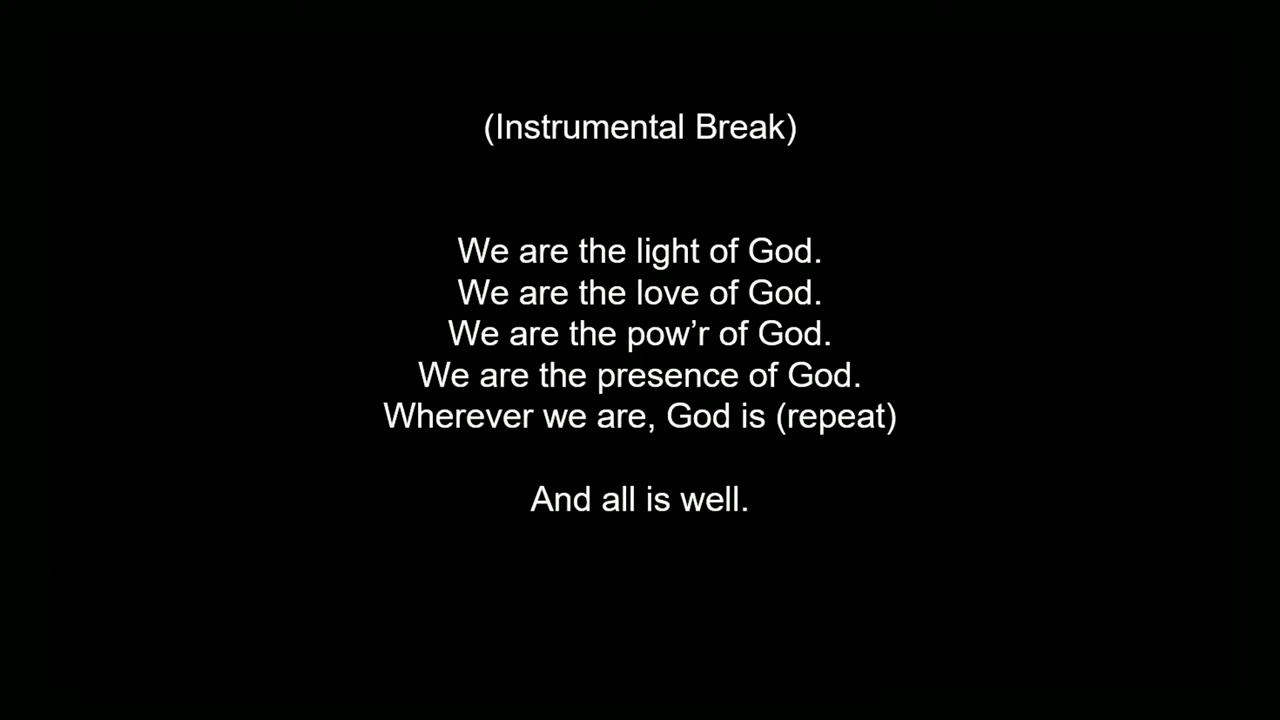 (Instrumental Break)
We are the light of God.
We are the love of God.
We are the pow’r of God.
We are the presence of God.
Wherever we are, God is (repeat)
And all is well.